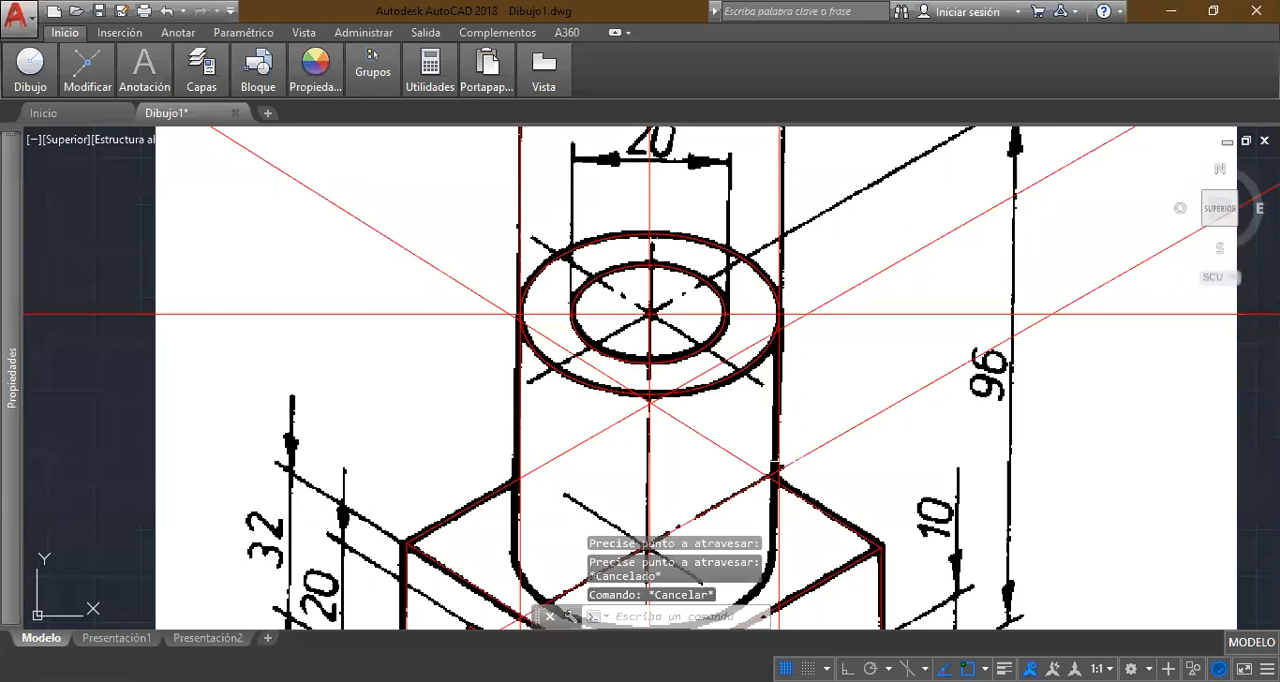 Autodesk AutoCAD 2018 Dibujo1.dwg
Escriba palabra clave o frase
Iniciar sesión
Inicio Inserción Anotar Paramétrico Vista Administrar Salida Complementos A360
Dibujo Modificar Anotación Capas Bloque Propieda... Grupos Utilidades Portapap... Vista
Inicio Dibujo1* +
[−][Superior][Estructura al
N
O SUPERIOR E
S
SCU
20
96
32
20
10
Propiedades
Y
X
Precise punto a atravesar:
Precise punto a atravesar:
*Cancelado*
Comando: *Cancelar*
Escriba un comando
Modelo Presentación1 Presentación2 +
MODELO
1:1